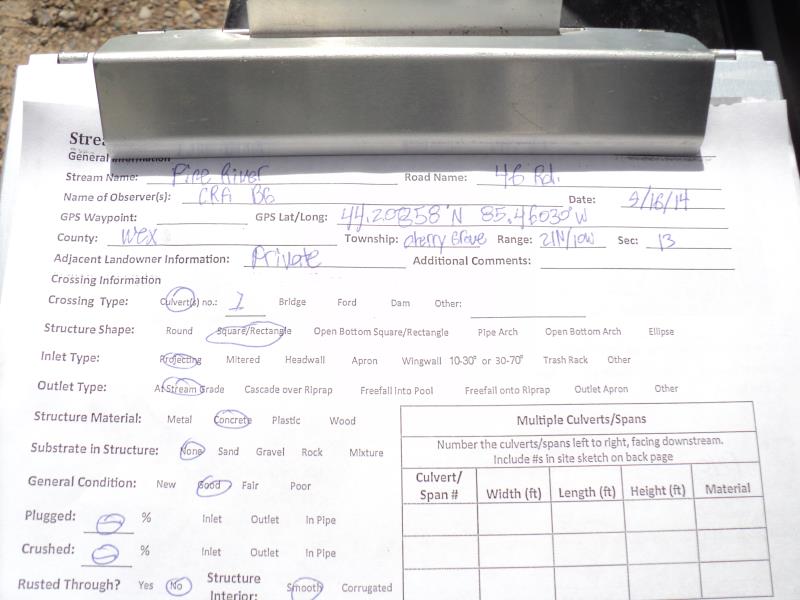 Strea
General Information
Stream Name: Pine River Road Name: 46 Rd.
Name of Observer(s): CRA BG Date: 5/16/14
GPS Waypoint: GPS Lat/Long: 44.20858°N 85.46030°W
County: Wex Township: Cherry Grove Range: 21N/10W Sec: 13
Adjacent Landowner Information: Private Additional Comments:
Crossing Information
Crossing Type: Culvert(s) no.: 1 Bridge Ford Dam Other:
Structure Shape: Round Square/Rectangle Open Bottom Square/Rectangle Pipe Arch Open Bottom Arch Ellipse
Inlet Type: Projecting Mitered Headwall Apron Wingwall 10-30° or 30-70° Trash Rack Other
Outlet Type: At Stream Grade Cascade over Riprap Freefall into Pool Freefall onto Riprap Outlet Apron Other
Structure Material: Metal Concrete Plastic Wood
Substrate in Structure: None Sand Gravel Rock Mixture
General Condition: New Good Fair Poor
Plugged: 0 % Inlet Outlet In Pipe
Crushed: 0 % Inlet Outlet In Pipe
Rusted Through? Yes No Structure Interior: Smooth Corrugated
Multiple Culverts/Spans
Number the culverts/spans left to right, facing downstream.
Include #s in site sketch on back page
Culvert/ Span # Width (ft) Length (ft) Height (ft) Material